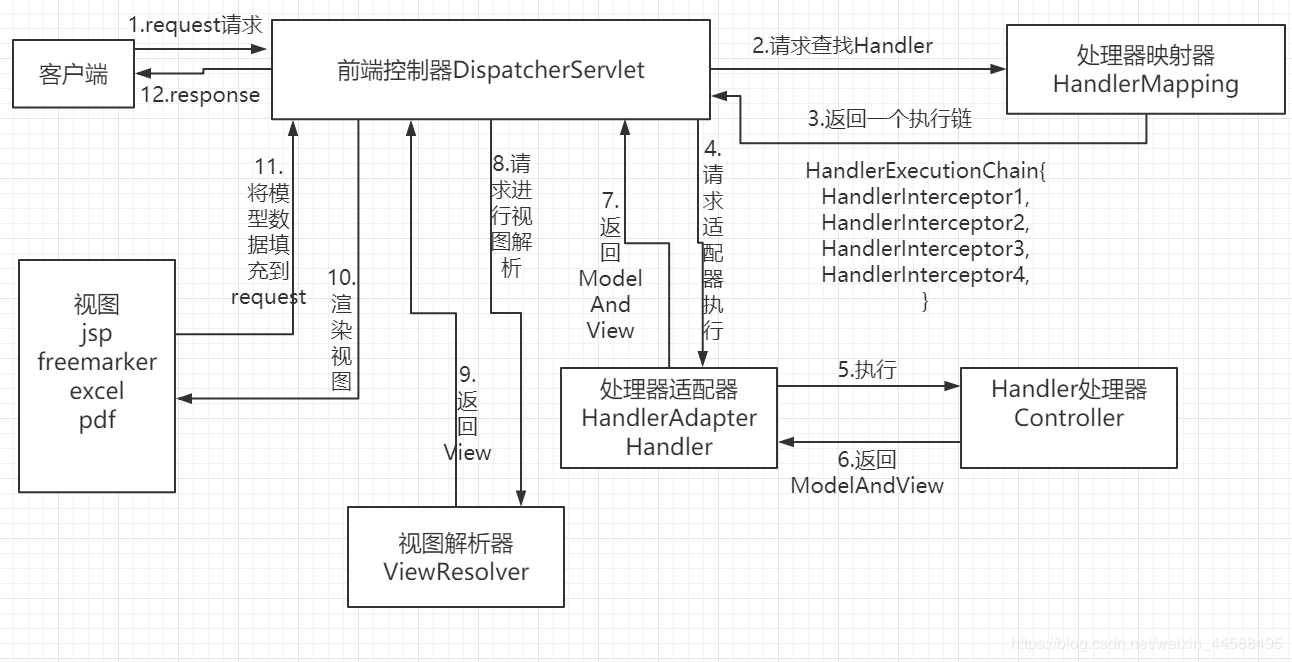 1.request请求
客户端
12.response
前端控制器DispatcherServlet
2.请求查找Handler
处理器映射器
HandlerMapping
3.返回一个执行链
HandlerExecutionChain{
HandlerInterceptor1,
HandlerInterceptor2,
HandlerInterceptor3,
HandlerInterceptor4,
}
4.
请
求
适
配
器
执
行
处理器适配器
HandlerAdapter
Handler
5.执行
Handler处理器
Controller
6.返回
ModelAndView
7.
返
回
Model
And
View
8.请
求进
行视
图解
析
视图解析器
ViewResolver
9.
返
回
View
10.
渲
染
视
图
视图
jsp
freemarker
excel
pdf
11.
将模
型数
据填
充到
request
https://blog.csdn.net/weixin_44588495